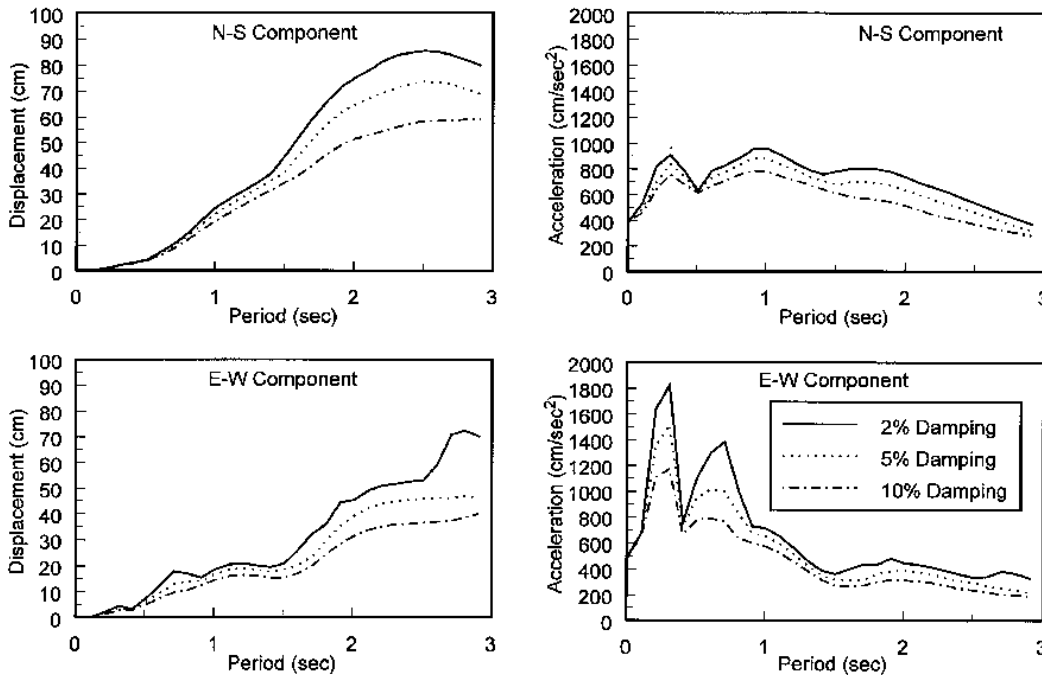 N-S Component
Displacement (cm)
100
90
80
70
60
50
40
30
20
10
0
0 1 2 3
Period (sec)
N-S Component
Acceleration (cm/sec²)
2000
1800
1600
1400
1200
1000
800
600
400
200
0
0 1 2 3
Period (sec)
E-W Component
Displacement (cm)
100
90
80
70
60
50
40
30
20
10
0
0 1 2 3
Period (sec)
E-W Component
Acceleration (cm/sec²)
2000
1800
1600
1400
1200
1000
800
600
400
200
0
0 1 2 3
Period (sec)
2% Damping
5% Damping
10% Damping